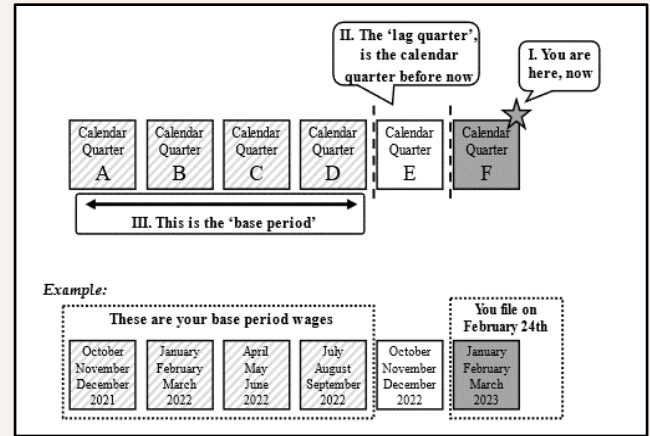 II. The ‘lag quarter’,
is the calendar
quarter before now
I. You are
here, now
Calendar
Quarter
A
Calendar
Quarter
B
Calendar
Quarter
C
Calendar
Quarter
D
Calendar
Quarter
E
Calendar
Quarter
F
III. This is the ‘base period’
Example:
These are your base period wages
You file on
February 24th
October
November
December
2021
January
February
March
2022
April
May
June
2022
July
August
September
2022
October
November
December
2022
January
February
March
2023